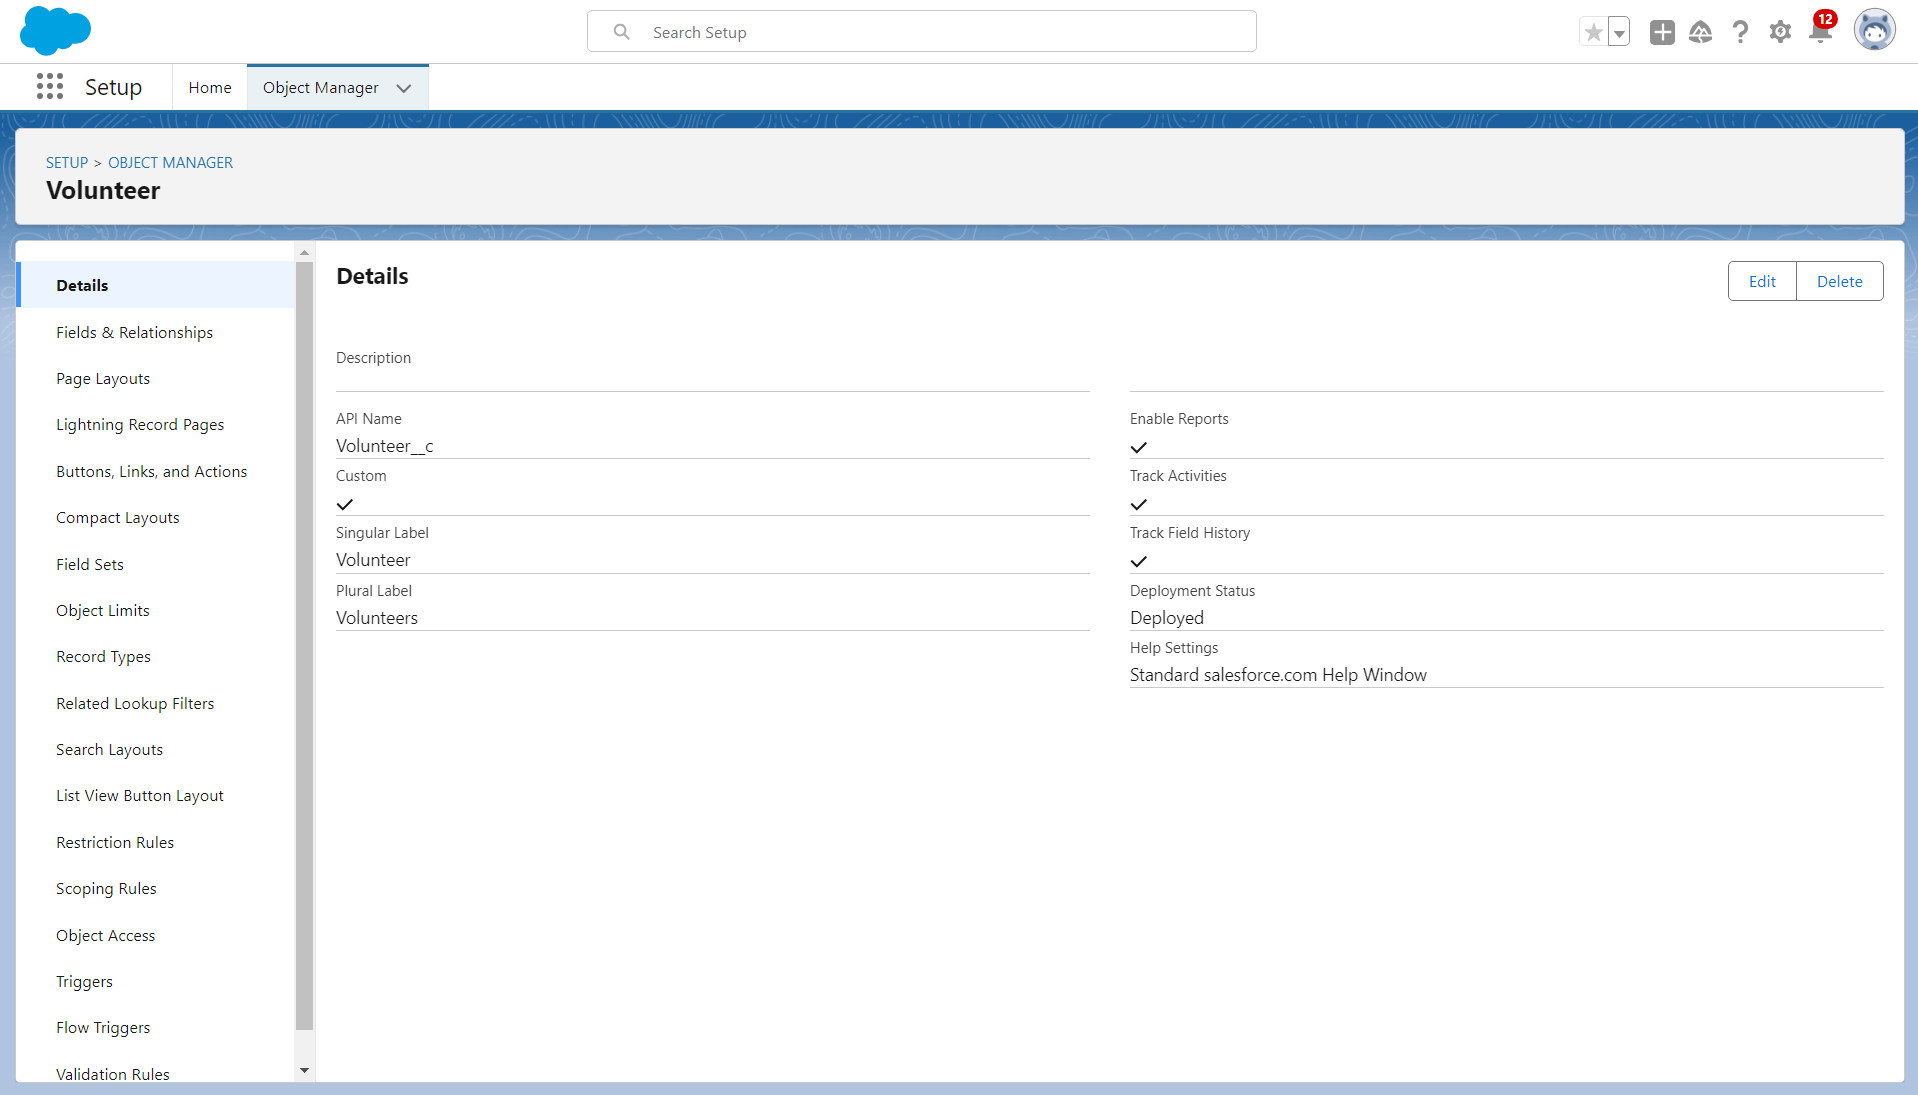 Search Setup
12
Setup
Home
Object Manager
SETUP > OBJECT MANAGER
Volunteer
Details
Fields & Relationships
Page Layouts
Lightning Record Pages
Buttons, Links, and Actions
Compact Layouts
Field Sets
Object Limits
Record Types
Related Lookup Filters
Search Layouts
List View Button Layout
Restriction Rules
Scoping Rules
Object Access
Triggers
Flow Triggers
Validation Rules
Details
Edit
Delete
Description
API Name
Volunteer__c
Custom
Singular Label
Volunteer
Plural Label
Volunteers
Enable Reports
Track Activities
Track Field History
Deployment Status
Deployed
Help Settings
Standard salesforce.com Help Window